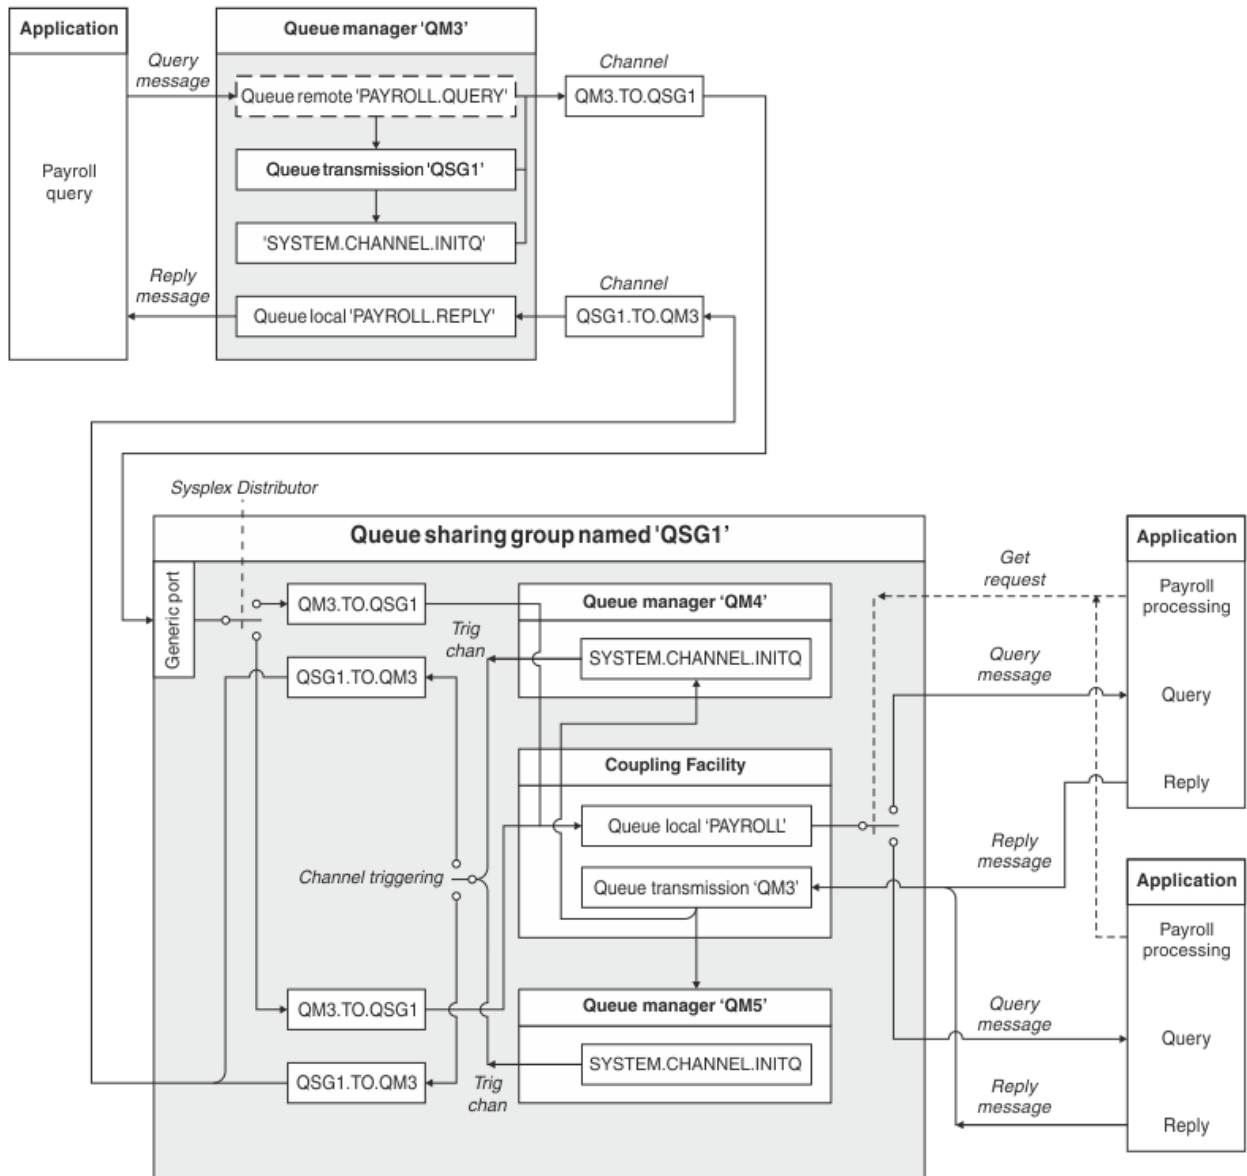 Application
Queue manager 'QM3'
Payroll
query
Query
message
Queue remote 'PAYROLL.QUERY'
Queue transmission 'QSG1'
'SYSTEM.CHANNEL.INITQ'
Channel
QM3.TO.QSG1
Reply
message
Queue local 'PAYROLL.REPLY'
Channel
QSG1.TO.QM3
Sysplex Distributor
Queue sharing group named 'QSG1'
Generic port
QM3.TO.QSG1
QSG1.TO.QM3
Trig
chan
Queue manager 'QM4'
SYSTEM.CHANNEL.INITQ
Coupling Facility
Queue local 'PAYROLL'
Queue transmission 'QM3'
Channel triggering
QM3.TO.QSG1
QSG1.TO.QM3
Trig
chan
Queue manager 'QM5'
SYSTEM.CHANNEL.INITQ
Get
request
Query
message
Reply
message
Application
Payroll
processing
Query
Reply
Query
message
Reply
message
Application
Payroll
processing
Query
Reply